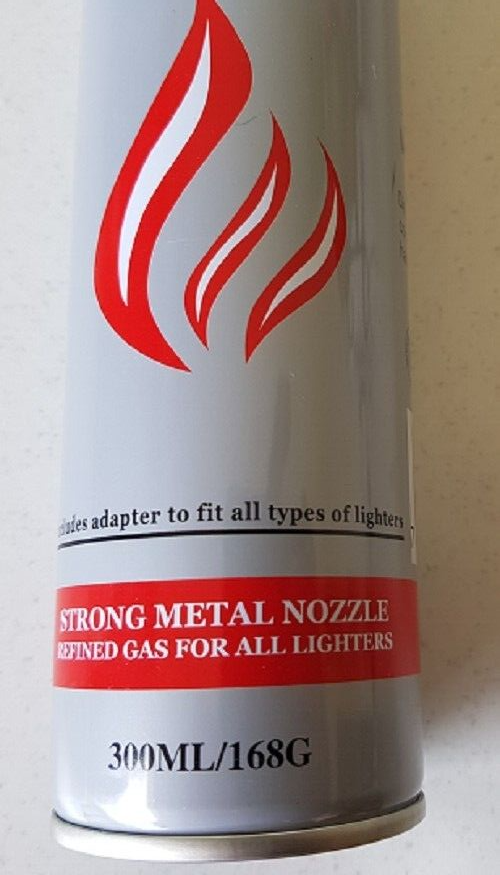 adapter to fit all types of lighters
STRONG METAL NOZZLE
REFINED GAS FOR ALL LIGHTERS
300ML/168G